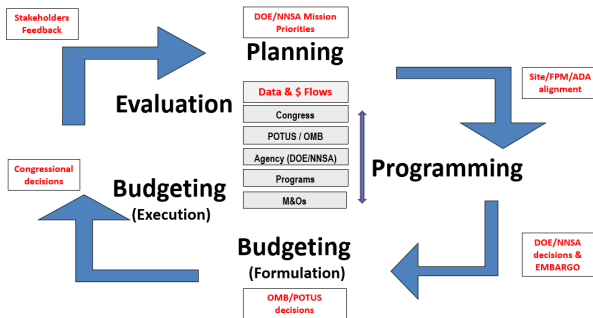 Stakeholders
Feedback
DOE/NNSA Mission
Priorities
Planning
Evaluation
Data & $ Flows
Congress
POTUS / OMB
Agency (DOE/NNSA)
Programs
M&Os
Site/FPM/ADA
alignment
Programming
Congressional
decisions
Budgeting
(Execution)
Budgeting
(Formulation)
DOE/NNSA
decisions &
EMBARGO
OMB/POTUS
decisions